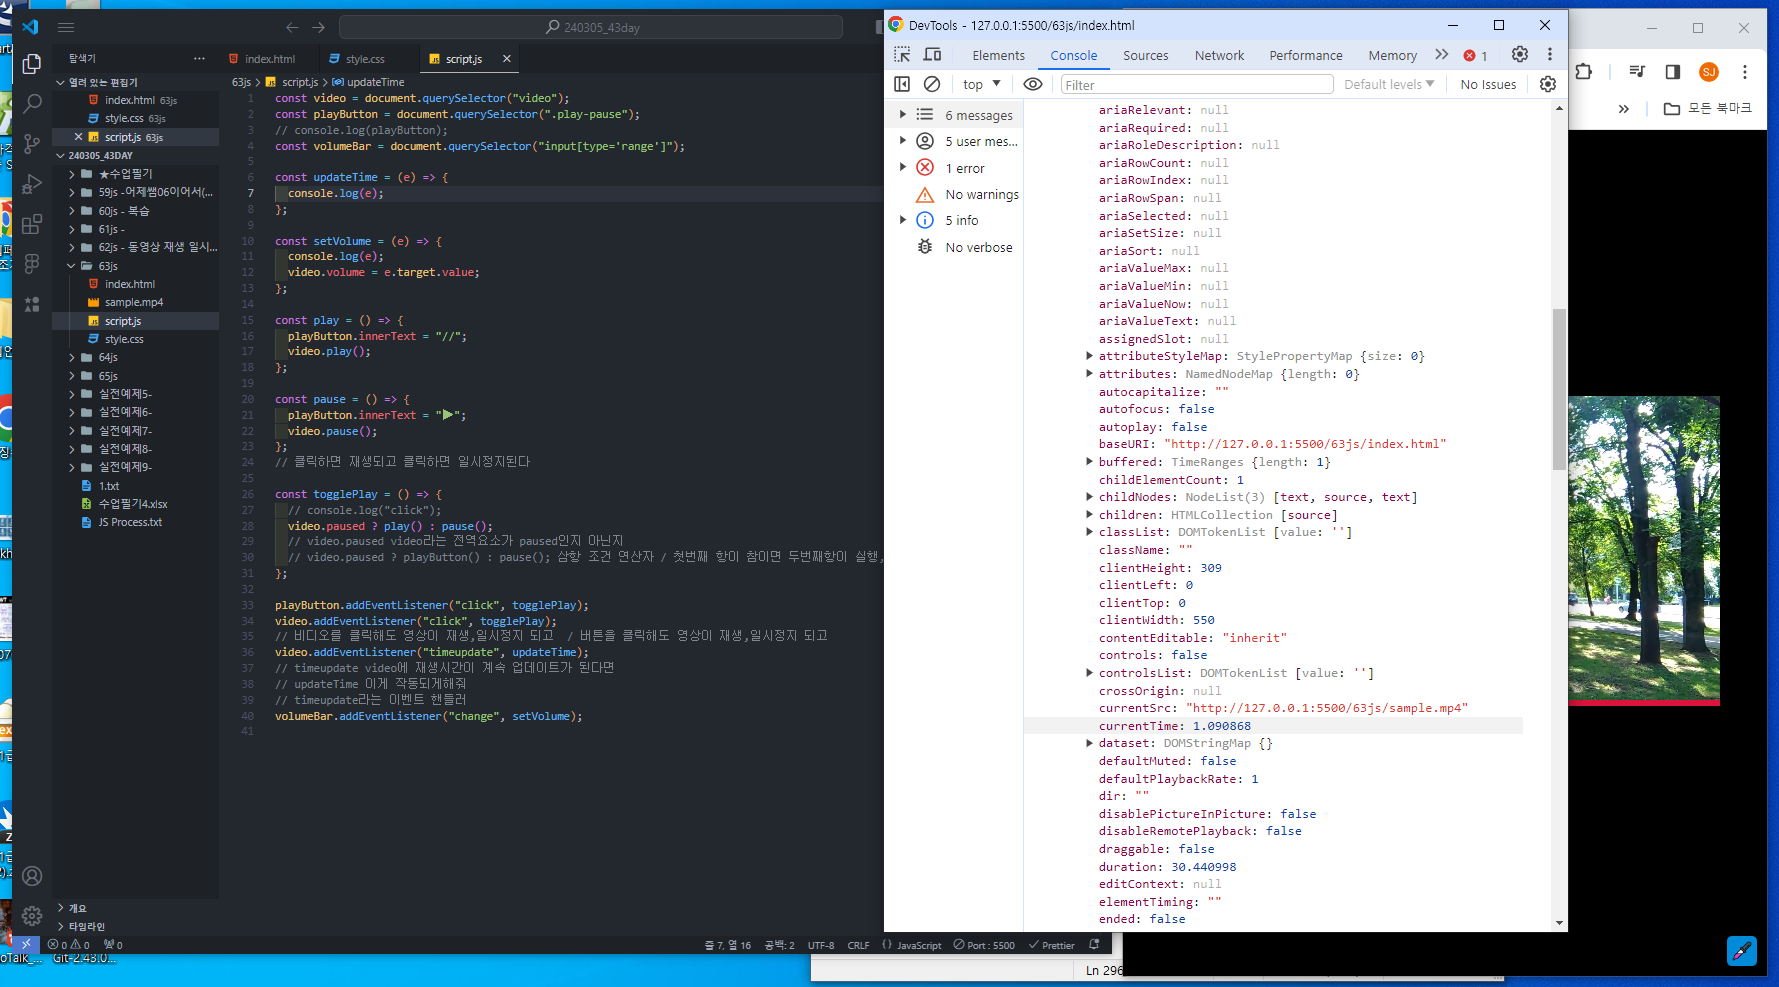 240305_43day
탐색기
열려 있는 편집기
index.html 63js
style.css 63js
script.js 63js
240305_43DAY
★수업필기
59js -어제쌤06이어서(...
60js - 복습
61js -
62js - 동영상 재생 일시...
63js
index.html
sample.mp4
script.js
style.css
64js
65js
실전예제5-
실전예제6-
실전예제7-
실전예제8-
실전예제9-
1.txt
수업필기4.xlsx
JS Process.txt
개요
타임라인
index.html
style.css
script.js
63js > script.js > updateTime
1 const video = document.querySelector("video");
2 const playButton = document.querySelector(".play-pause");
3 // console.log(playButton);
4 const volumeBar = document.querySelector("input[type='range']");
5
6 const updateTime = (e) => {
7 console.log(e);
8 };
9
10 const setVolume = (e) => {
11 console.log(e);
12 video.volume = e.target.value;
13 };
14
15 const play = () => {
16 playButton.innerText = "//";
17 video.play();
18 };
19
20 const pause = () => {
21 playButton.innerText = "▶";
22 video.pause();
23 };
24 // 클릭하면 재생되고 클릭하면 일시정지된다
25
26 const togglePlay = () => {
27 // console.log("click");
28 video.paused ? play() : pause();
29 // video.paused video라는 전역요소가 paused인지 아닌지
30 // video.paused ? playButton() : pause(); 삼항 조건 연산자 / 첫번째 항이 참이면 두번째항이 실행,
31 };
32
33 playButton.addEventListener("click", togglePlay);
34 video.addEventListener("click", togglePlay);
35 // 비디오를 클릭해도 영상이 재생,일시정지 되고 / 버튼을 클릭해도 영상이 재생,일시정지 되고
36 video.addEventListener("timeupdate", updateTime);
37 // timeupdate video에 재생시간이 계속 업데이트가 된다면
38 // updateTime 이게 작동되게해줘
39 // timeupdate라는 이벤트 핸들러
40 volumeBar.addEventListener("change", setVolume);
41
0 0 0
줄 7, 열 16 공백: 2 UTF-8 CRLF JavaScript Port : 5500 Prettier
Git-2.43.0...
Ln 296
DevTools - 127.0.0.1:5500/63js/index.html
Elements Console Sources Network Performance Memory 1
top Filter Default levels No Issues
6 messages
5 user mes...
1 error
No warnings
5 info
No verbose
ariaRelevant: null
ariaRequired: null
ariaRoleDescription: null
ariaRowCount: null
ariaRowIndex: null
ariaRowSpan: null
ariaSelected: null
ariaSetSize: null
ariaSort: null
ariaValueMax: null
ariaValueMin: null
ariaValueNow: null
ariaValueText: null
assignedSlot: null
attributeStyleMap: StylePropertyMap {size: 0}
attributes: NamedNodeMap {length: 0}
autocapitalize: ""
autofocus: false
autoplay: false
baseURI: "http://127.0.0.1:5500/63js/index.html"
buffered: TimeRanges {length: 1}
childElementCount: 1
childNodes: NodeList(3) [text, source, text]
children: HTMLCollection [source]
classList: DOMTokenList [value: '']
className: ""
clientHeight: 309
clientLeft: 0
clientTop: 0
clientWidth: 550
contentEditable: "inherit"
controls: false
controlsList: DOMTokenList [value: '']
crossOrigin: null
currentSrc: "http://127.0.0.1:5500/63js/sample.mp4"
currentTime: 1.090868
dataset: DOMStringMap {}
defaultMuted: false
defaultPlaybackRate: 1
dir: ""
disablePictureInPicture: false
disableRemotePlayback: false
draggable: false
duration: 30.440998
editContext: null
elementTiming: ""
ended: false
SJ
모든 북마크